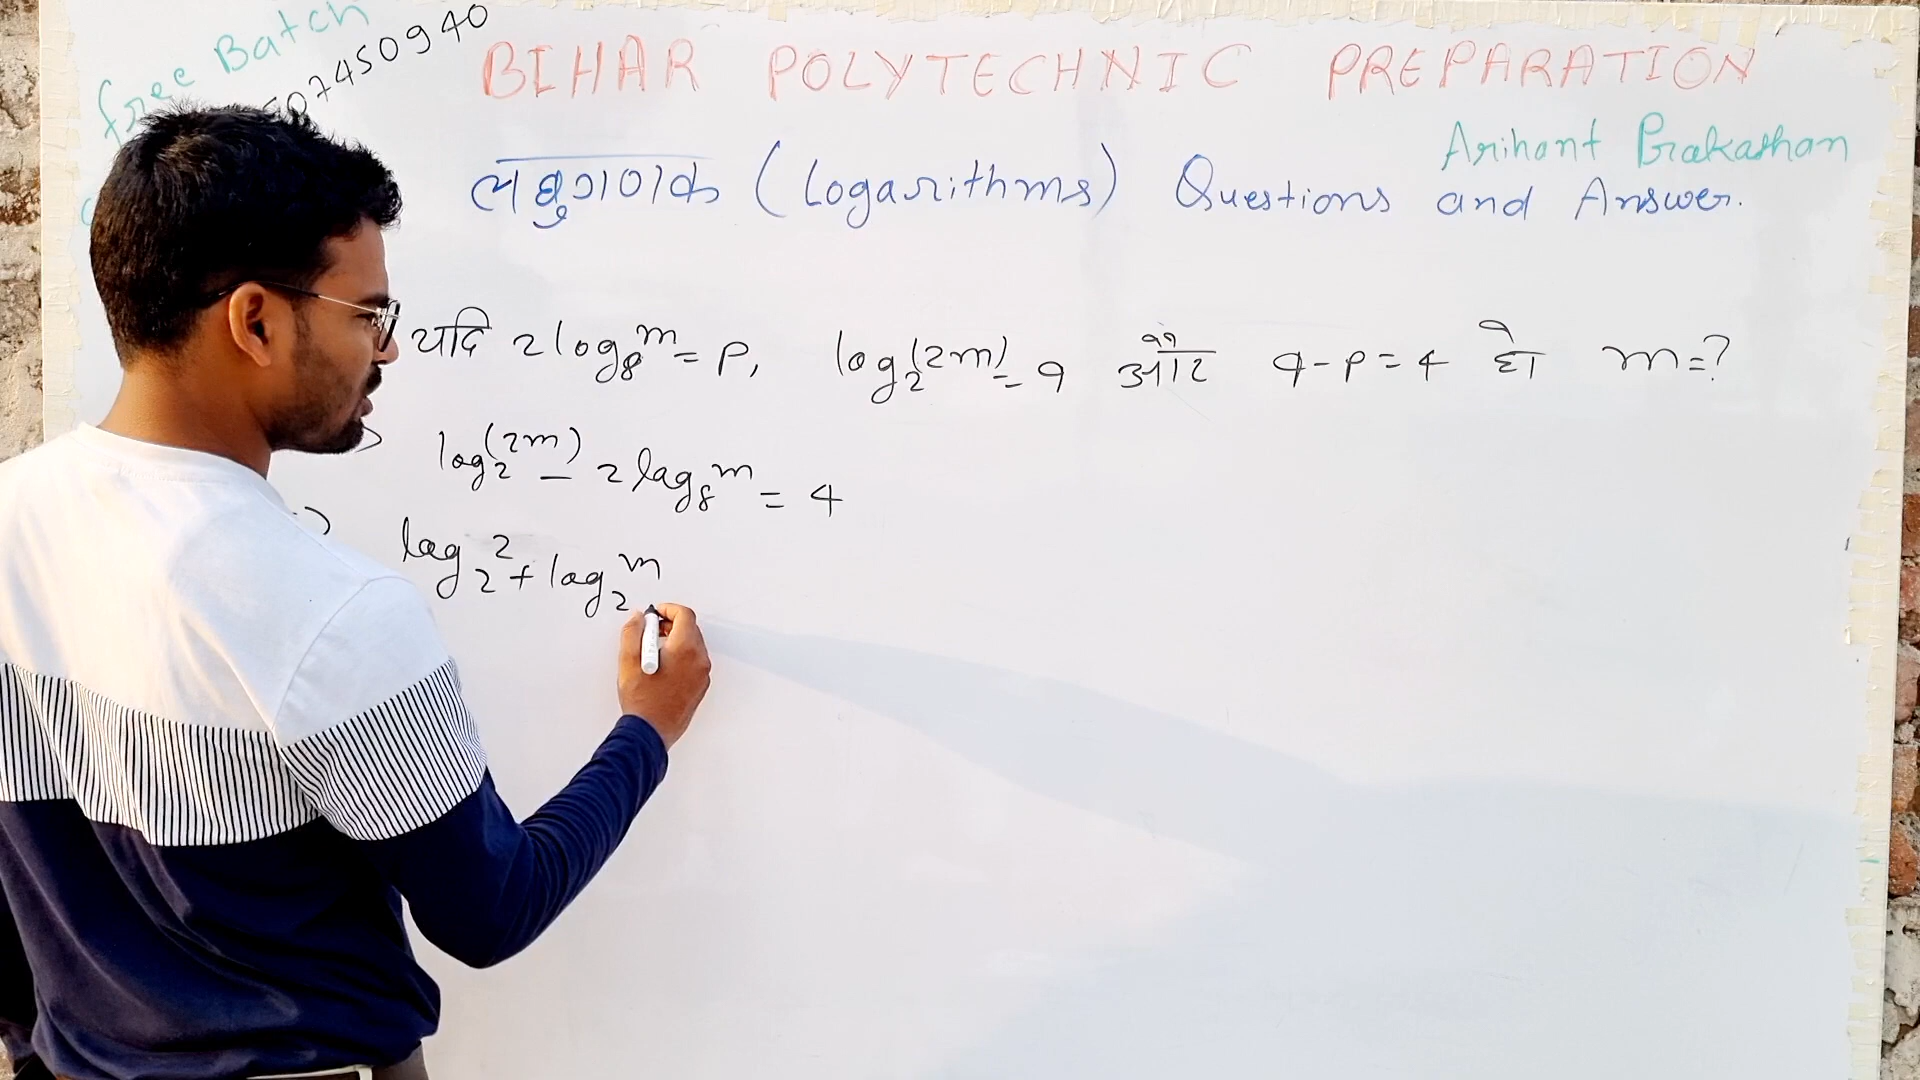 free Batch
507450940
BIHAR POLYTECHNIC PREPARATION
Arihant Prakashan
लघुगणक (Logarithms) Questions and Answer.
यदि 2log₈ᵐ = p, log₂(2m) = q और q-p = 4 हो m=?
log₂(2m) - 2log₈ᵐ = 4
log₂² + log₂ᵐ